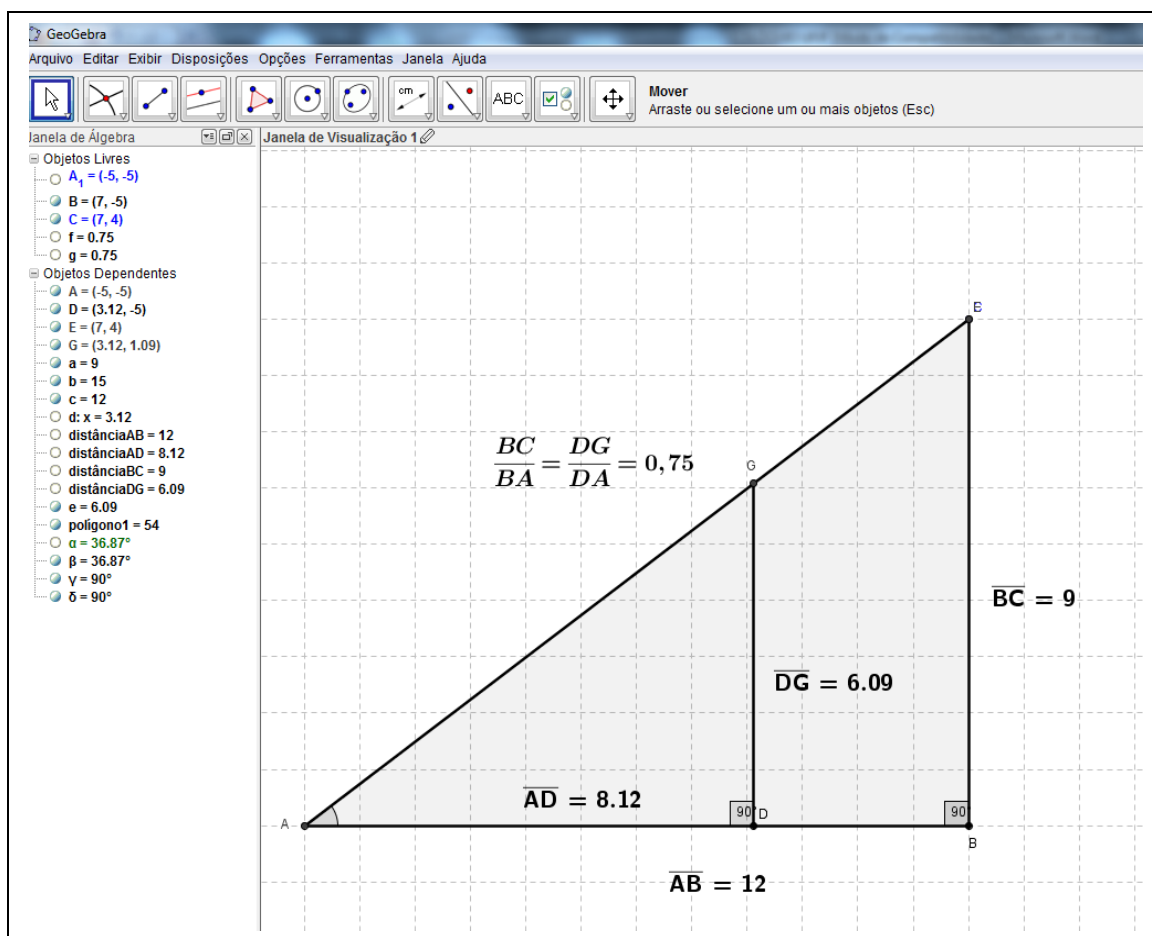 GeoGebra
Arquivo Editar Exibir Disposições Opções Ferramentas Janela Ajuda
cm
ABC
Mover
Arraste ou selecione um ou mais objetos (Esc)
Janela de Álgebra
Janela de Visualização 1
Objetos Livres
A₁ = (-5, -5)
B = (7, -5)
C = (7, 4)
f = 0.75
g = 0.75
Objetos Dependentes
A = (-5, -5)
D = (3.12, -5)
E = (7, 4)
G = (3.12, 1.09)
a = 9
b = 15
c = 12
d: x = 3.12
distânciaAB = 12
distânciaAD = 8.12
distânciaBC = 9
distânciaDG = 6.09
e = 6.09
polígono1 = 54
α = 36.87°
β = 36.87°
γ = 90°
δ = 90°
BC/BA = DG/DA = 0,75
G
BC = 9
DG = 6.09
AD = 8.12
90°
D
90°
A
B
AB = 12